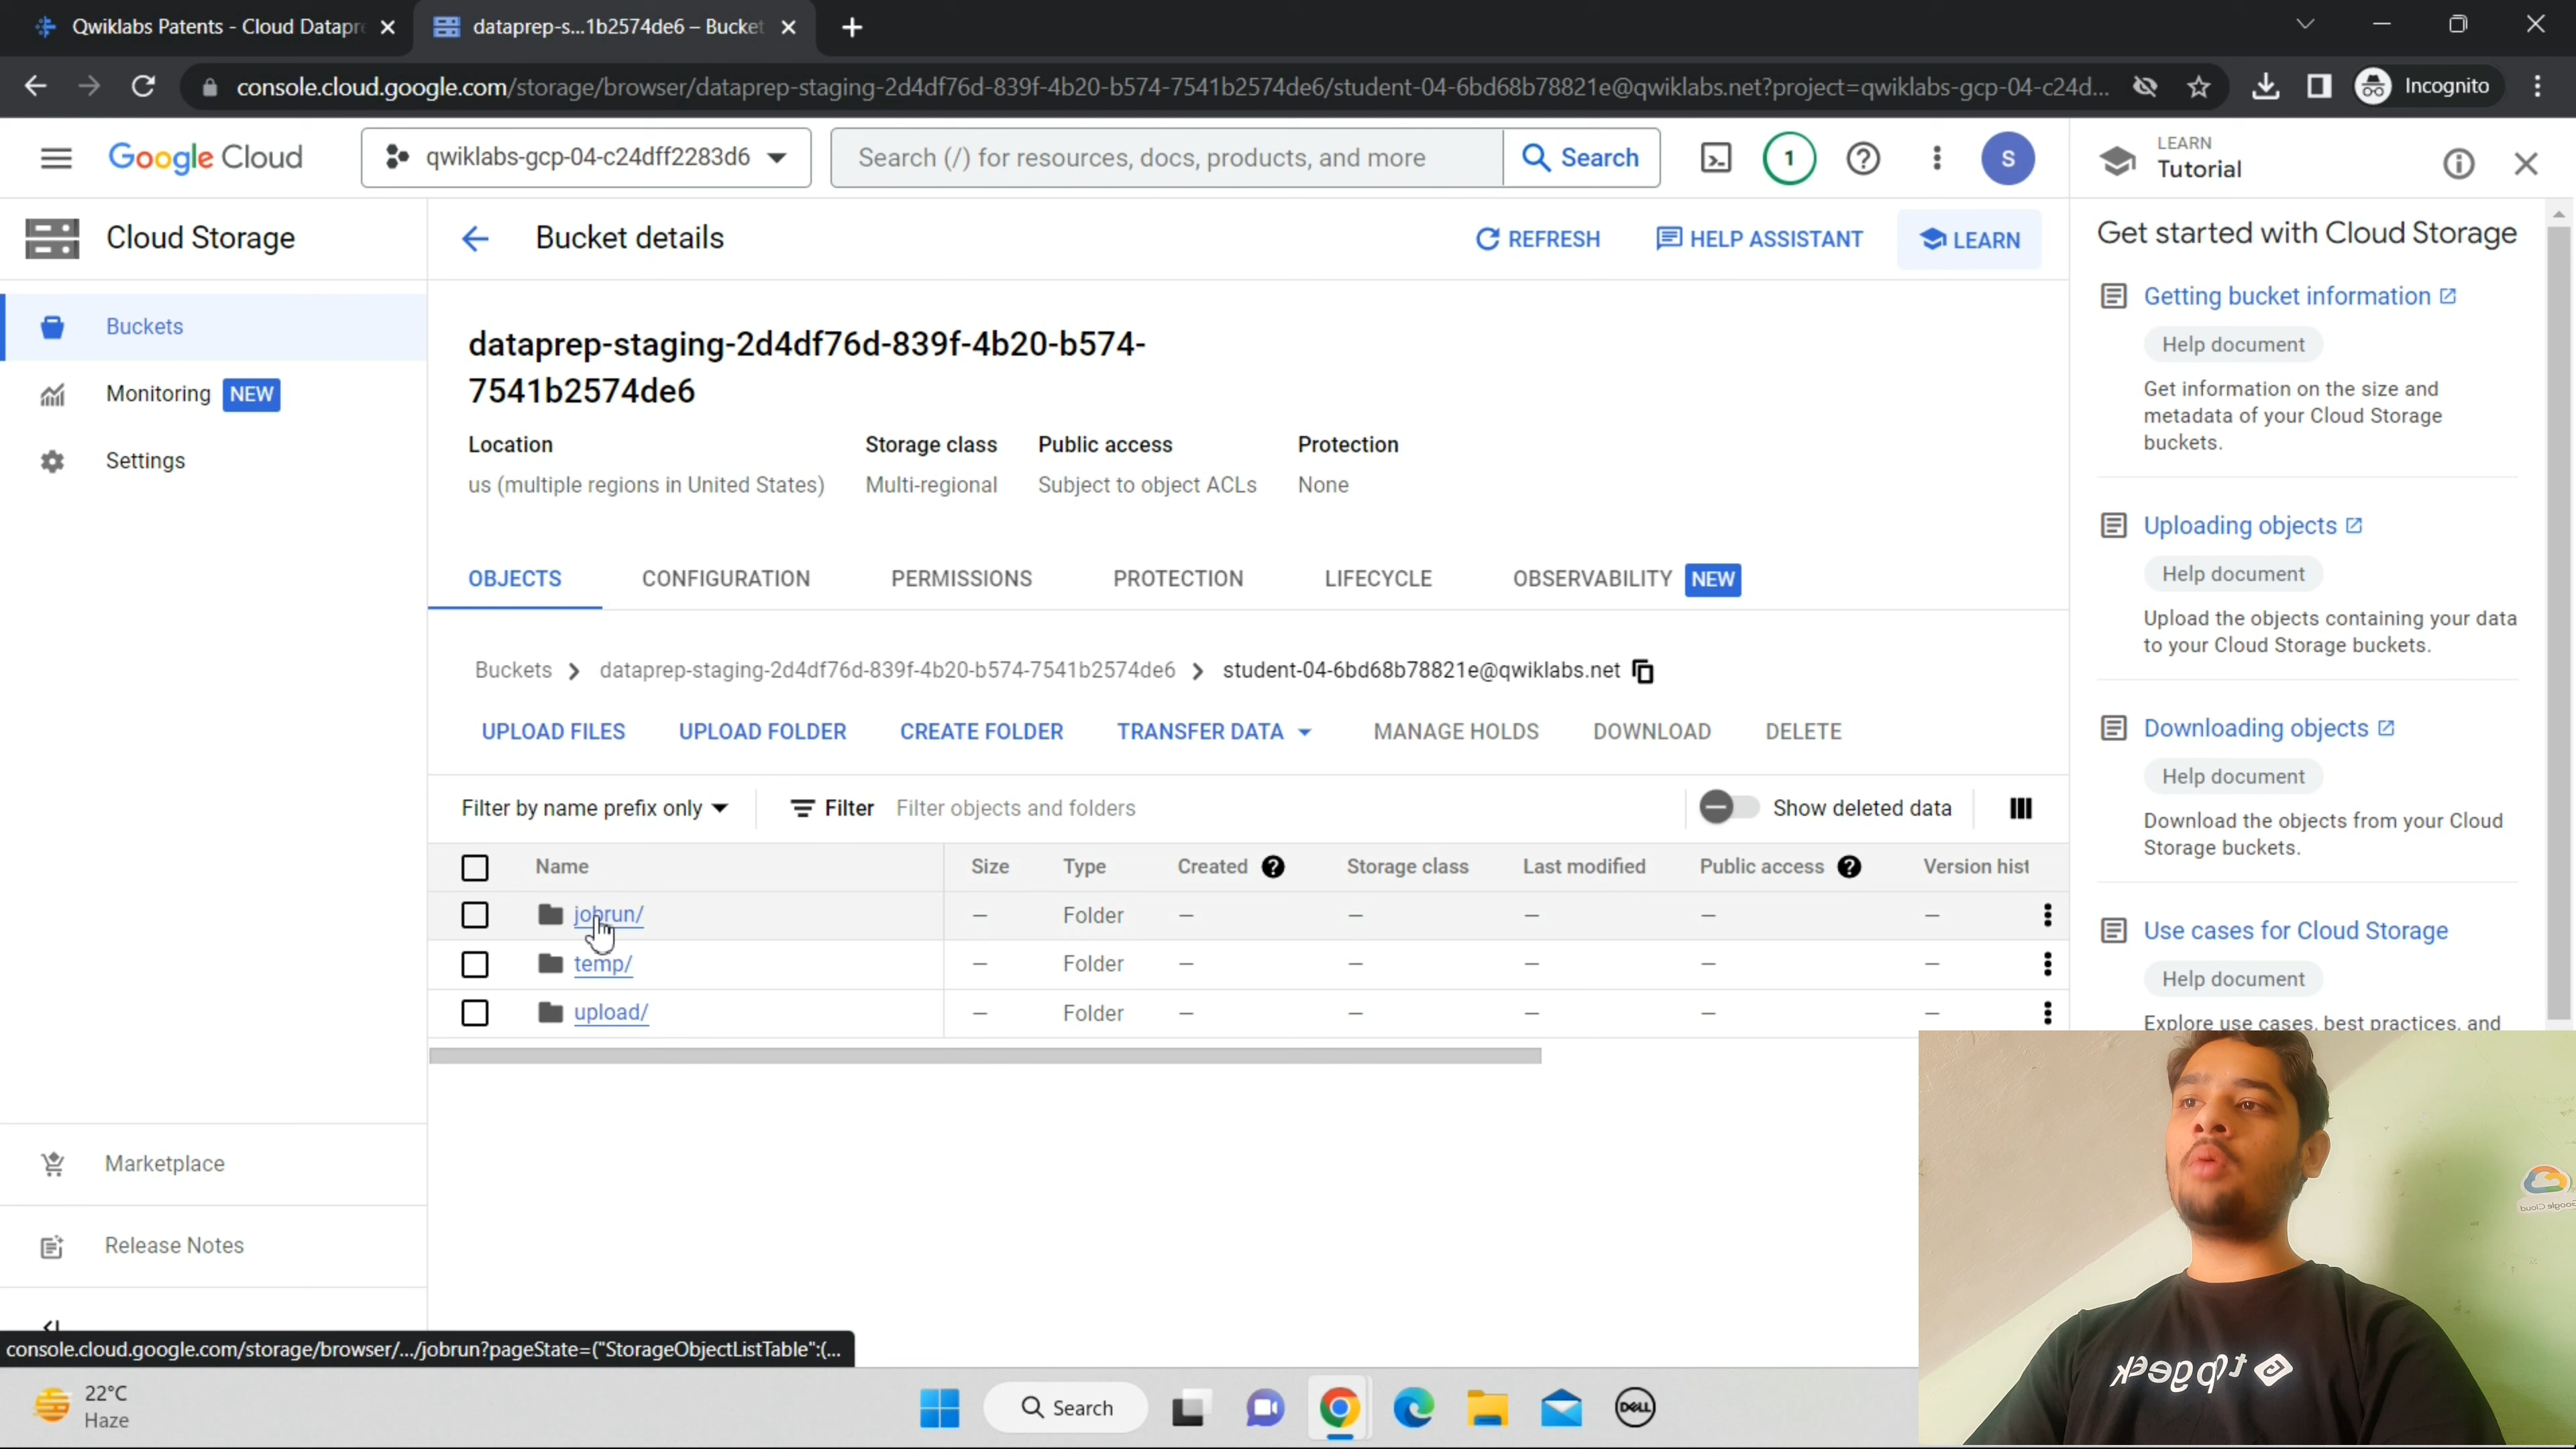 Qwiklabs Patents - Cloud Datapre
dataprep-s...1b2574de6 – Bucket
console.cloud.google.com/storage/browser/dataprep-staging-2d4df76d-839f-4b20-b574-7541b2574de6/student-04-6bd68b78821e@qwiklabs.net?project=qwiklabs-gcp-04-c24d...
Incognito
Google Cloud
qwiklabs-gcp-04-c24dff2283d6
Search (/) for resources, docs, products, and more
Search
1
S
LEARN
Tutorial
Cloud Storage
Bucket details
REFRESH
HELP ASSISTANT
LEARN
Get started with Cloud Storage
Buckets
Monitoring NEW
Settings
dataprep-staging-2d4df76d-839f-4b20-b574-
7541b2574de6
Location Storage class Public access Protection
us (multiple regions in United States) Multi-regional Subject to object ACLs None
OBJECTS CONFIGURATION PERMISSIONS PROTECTION LIFECYCLE OBSERVABILITY NEW
Buckets > dataprep-staging-2d4df76d-839f-4b20-b574-7541b2574de6 > student-04-6bd68b78821e@qwiklabs.net
UPLOAD FILES UPLOAD FOLDER CREATE FOLDER TRANSFER DATA MANAGE HOLDS DOWNLOAD DELETE
Filter by name prefix only Filter Filter objects and folders Show deleted data
Name Size Type Created Storage class Last modified Public access Version hist
jobrun/ — Folder — — — — —
temp/ — Folder — — — — —
upload/ — Folder — — — — —
Getting bucket information
Help document
Get information on the size and
metadata of your Cloud Storage
buckets.
Uploading objects
Help document
Upload the objects containing your data
to your Cloud Storage buckets.
Downloading objects
Help document
Download the objects from your Cloud
Storage buckets.
Use cases for Cloud Storage
Help document
Explore use cases, best practices, and
Marketplace
Release Notes
console.cloud.google.com/storage/browser/.../jobrun?pageState=("StorageObjectListTable":(...
22°C
Haze
Search
DELL
Google Cloud